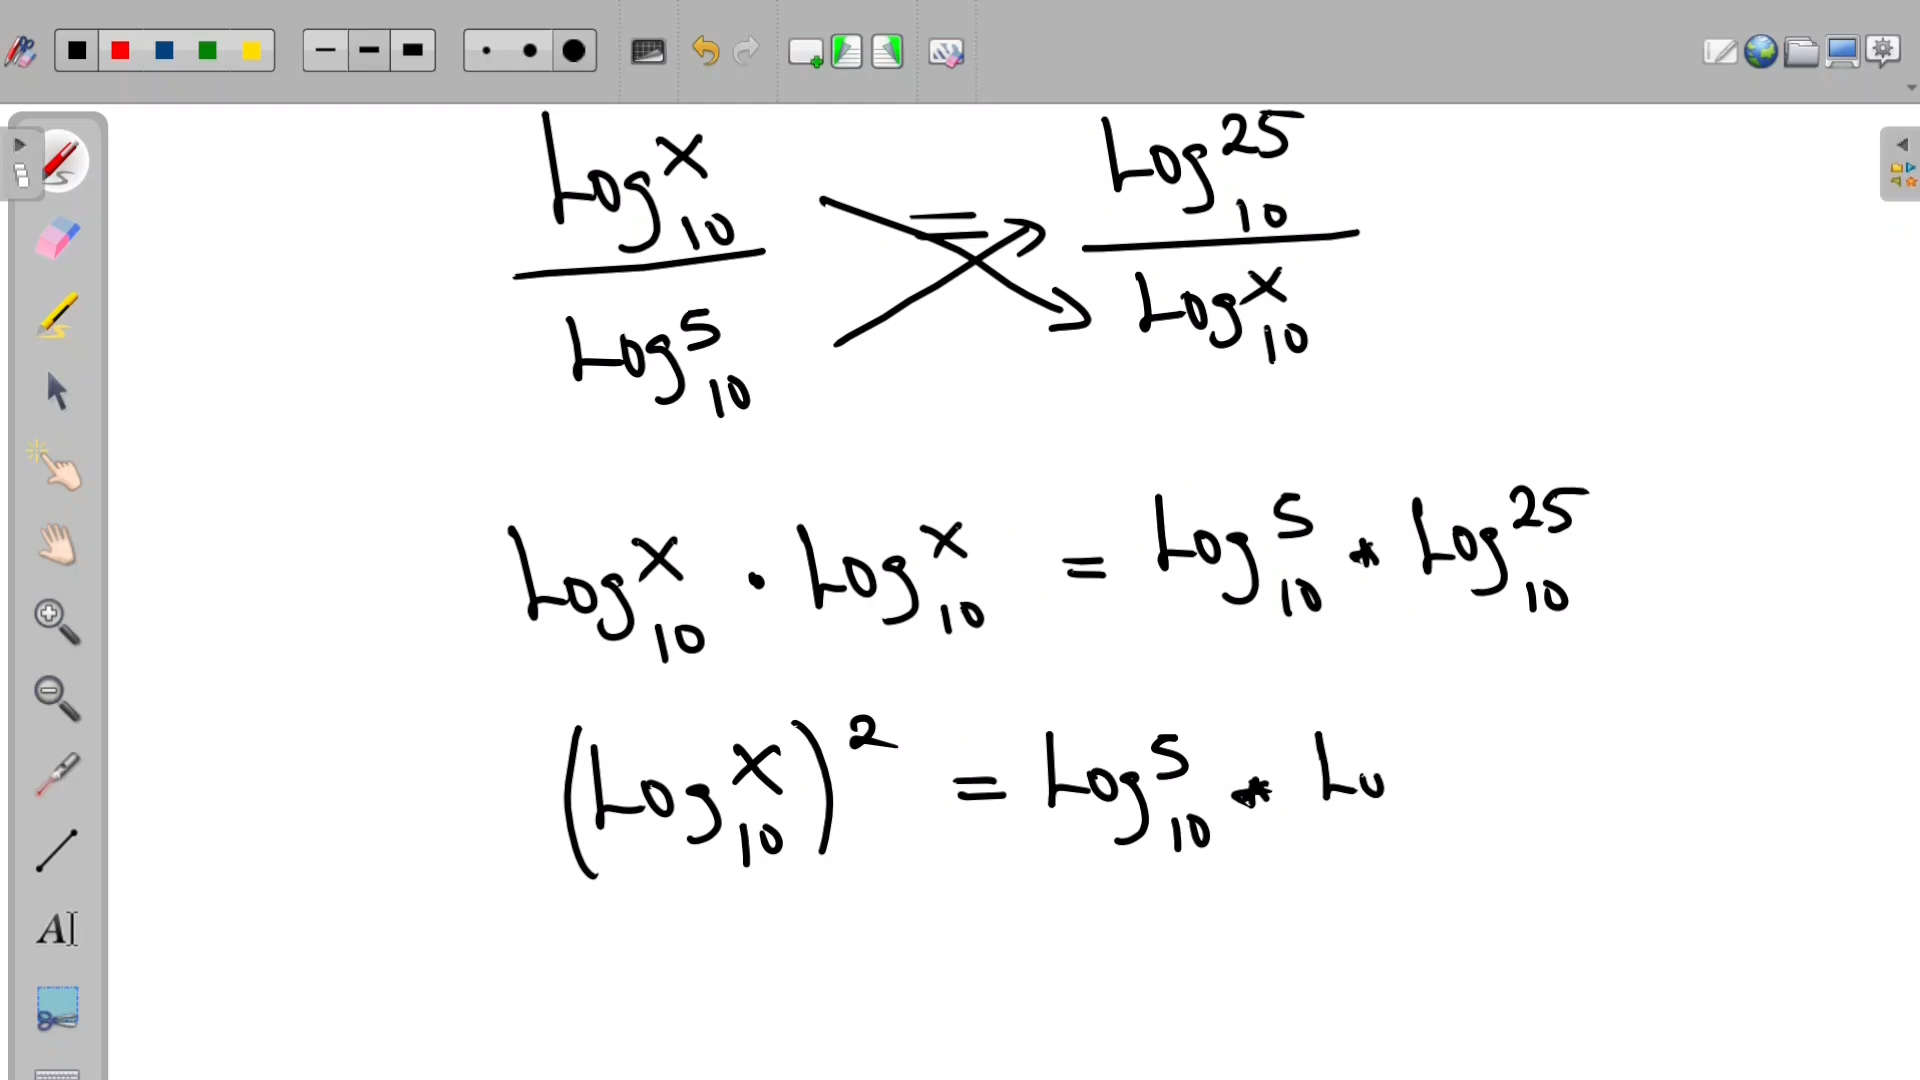 Log x 10 / Log 5 10 = Log 25 10 / Log x 10
Log x 10 · Log x 10 = Log 5 10 * Log 25 10
(Log x 10)2 = Log 5 10 * Lo
AI